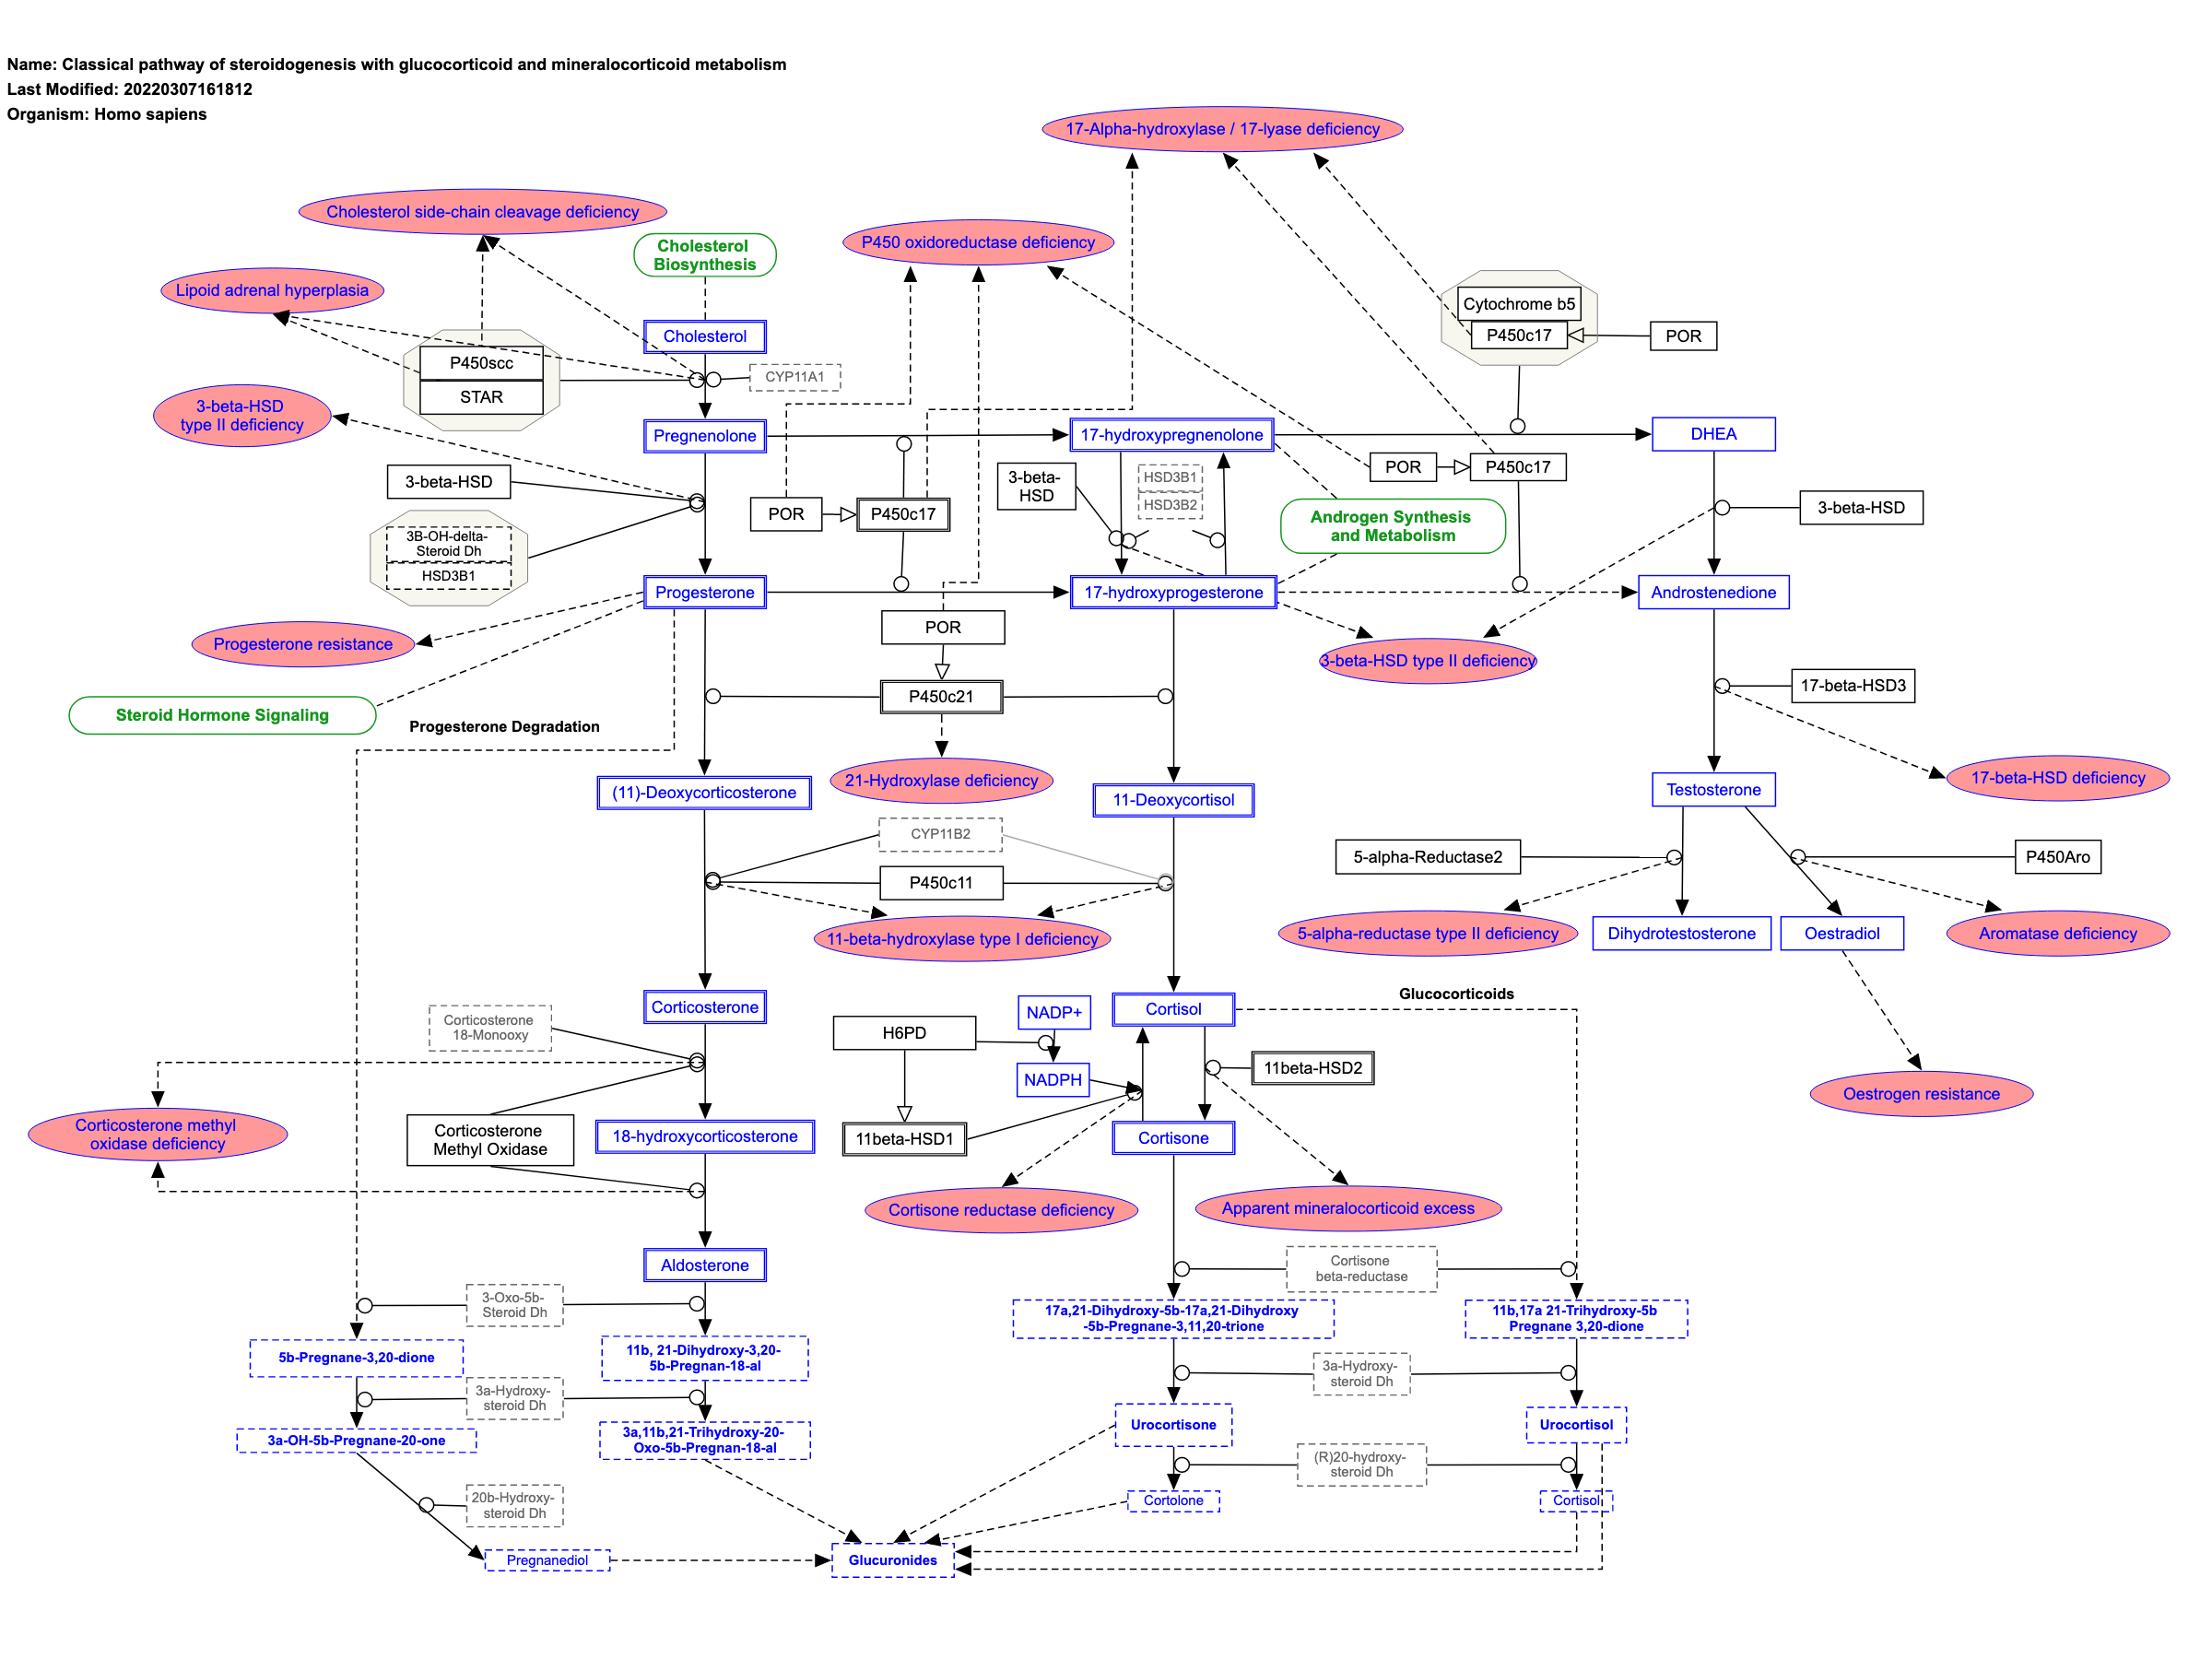 Name: Classical pathway of steroidogenesis with glucocorticoid and mineralocorticoid metabolism
Last Modified: 20220307161812
Organism: Homo sapiens
17-Alpha-hydroxylase / 17-lyase deficiency
Cholesterol side-chain cleavage deficiency
P450 oxidoreductase deficiency
Cholesterol
Biosynthesis
Lipoid adrenal hyperplasia
Cytochrome b5
P450c17
POR
Cholesterol
P450scc
STAR
CYP11A1
3-beta-HSD
type II deficiency
Pregnenolone
17-hydroxypregnenolone
DHEA
3-beta-HSD
3-beta-
HSD
HSD3B1
HSD3B2
POR
P450c17
POR
P450c17
3-beta-HSD
Androgen Synthesis
and Metabolism
3B-OH-delta-
Steroid Dh
HSD3B1
Progesterone
17-hydroxyprogesterone
Androstenedione
POR
Progesterone resistance
3-beta-HSD type II deficiency
P450c21
17-beta-HSD3
Steroid Hormone Signaling
Progesterone Degradation
21-Hydroxylase deficiency
17-beta-HSD deficiency
(11)-Deoxycorticosterone
11-Deoxycortisol
Testosterone
CYP11B2
5-alpha-Reductase2
P450Aro
P450c11
11-beta-hydroxylase type I deficiency
5-alpha-reductase type II deficiency
Dihydrotestosterone
Oestradiol
Aromatase deficiency
Corticosterone
Cortisol
Glucocorticoids
Corticosterone
18-Monooxy
H6PD
NADP+
NADPH
11beta-HSD2
Oestrogen resistance
Corticosterone methyl
oxidase deficiency
Corticosterone
Methyl Oxidase
18-hydroxycorticosterone
11beta-HSD1
Cortisone
Cortisone reductase deficiency
Apparent mineralocorticoid excess
Aldosterone
Cortisone
beta-reductase
3-Oxo-5b-
Steroid Dh
17a,21-Dihydroxy-5b-17a,21-Dihydroxy
-5b-Pregnane-3,11,20-trione
11b,17a 21-Trihydroxy-5b
Pregnane 3,20-dione
5b-Pregnane-3,20-dione
11b, 21-Dihydroxy-3,20-
5b-Pregnan-18-al
3a-Hydroxy-
steroid Dh
3a-Hydroxy-
steroid Dh
3a-OH-5b-Pregnane-20-one
3a,11b,21-Trihydroxy-20-
Oxo-5b-Pregnan-18-al
Urocortisone
Urocortisol
(R)20-hydroxy-
steroid Dh
20b-Hydroxy-
steroid Dh
Cortolone
Cortisol
Pregnanediol
Glucuronides